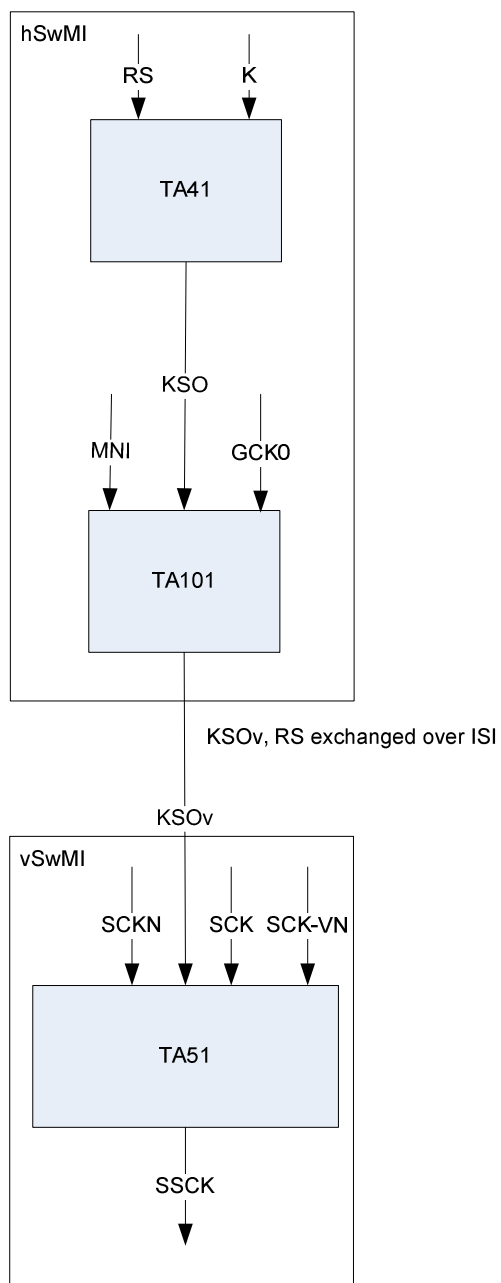 hSwMI
RS K
TA41
KSO
MNI GCK0
TA101
KSOv, RS exchanged over ISI
KSOv
vSwMI
SCKN SCK SCK-VN
TA51
SSCK